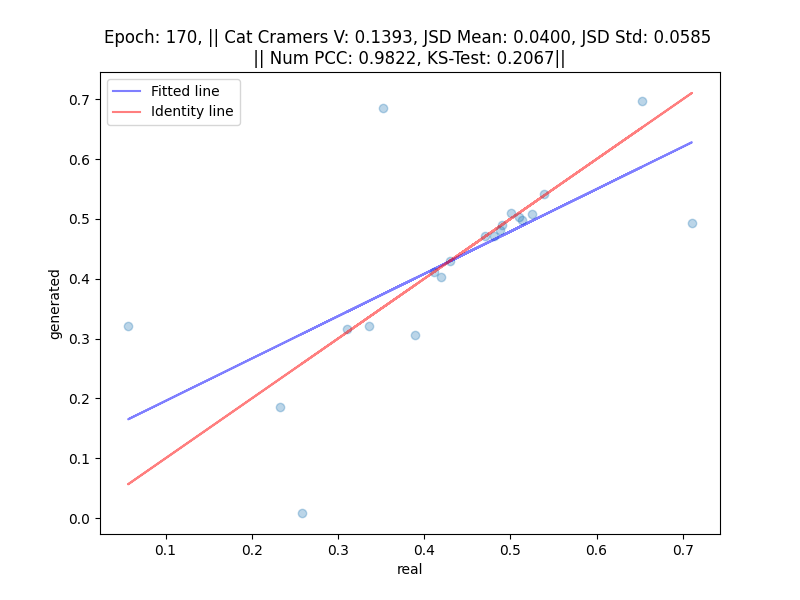 Epoch: 170, || Cat Cramers V: 0.1393, JSD Mean: 0.0400, JSD Std: 0.0585
|| Num PCC: 0.9822, KS-Test: 0.2067||
Fitted line
Identity line
0.7
0.6
0.5
0.4
0.3
0.2
0.1
0.0
generated
0.1 0.2 0.3 0.4 0.5 0.6 0.7
real